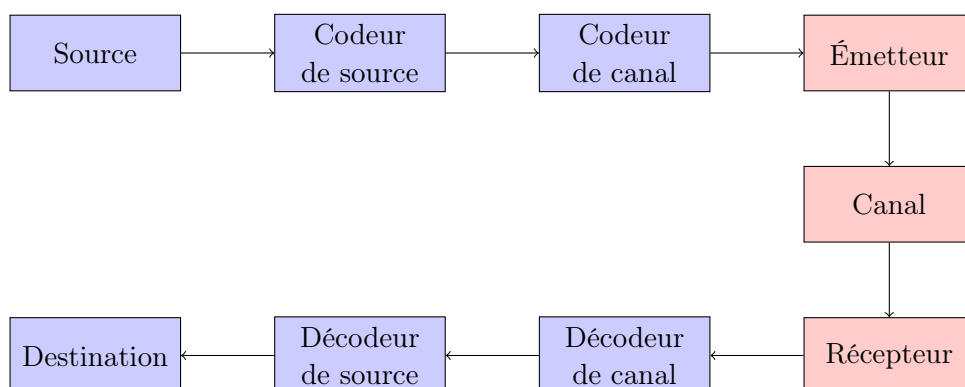 Source
Codeur
de source
Codeur
de canal
Émetteur
Canal
Récepteur
Décodeur
de canal
Décodeur
de source
Destination